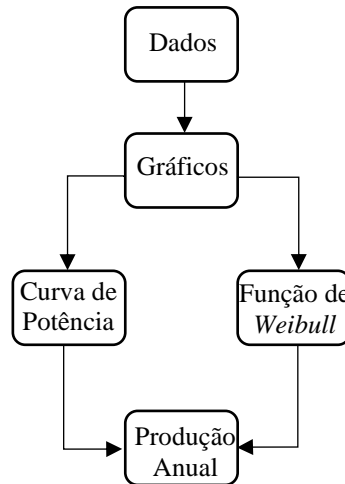 Dados
Gráficos
Curva de
Potência
Função de
Weibull
Produção
Anual